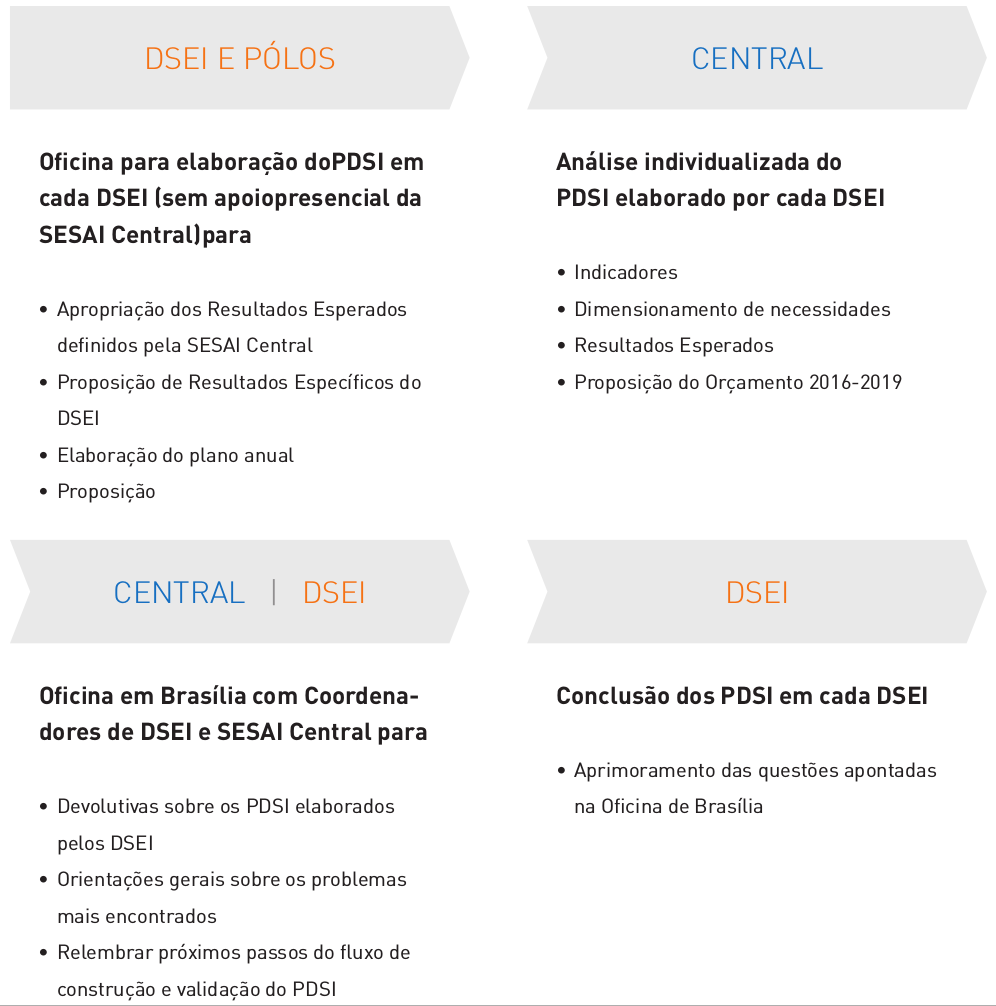 DSEI E PÓLOS
Oficina para elaboração doPDSI em
cada DSEI (sem apoiopresencial da
SESAI Central)para
• Apropriação dos Resultados Esperados
definidos pela SESAI Central
• Proposição de Resultados Específicos do
DSEI
• Elaboração do plano anual
• Proposição
CENTRAL
Análise individualizada do
PDSI elaborado por cada DSEI
• Indicadores
• Dimensionamento de necessidades
• Resultados Esperados
• Proposição do Orçamento 2016-2019
CENTRAL | DSEI
Oficina em Brasília com Coordena-
dores de DSEI e SESAI Central para
• Devolutivas sobre os PDSI elaborados
pelos DSEI
• Orientações gerais sobre os problemas
mais encontrados
• Relembrar próximos passos do fluxo de
construção e validação do PDSI
DSEI
Conclusão dos PDSI em cada DSEI
• Aprimoramento das questões apontadas
na Oficina de Brasília